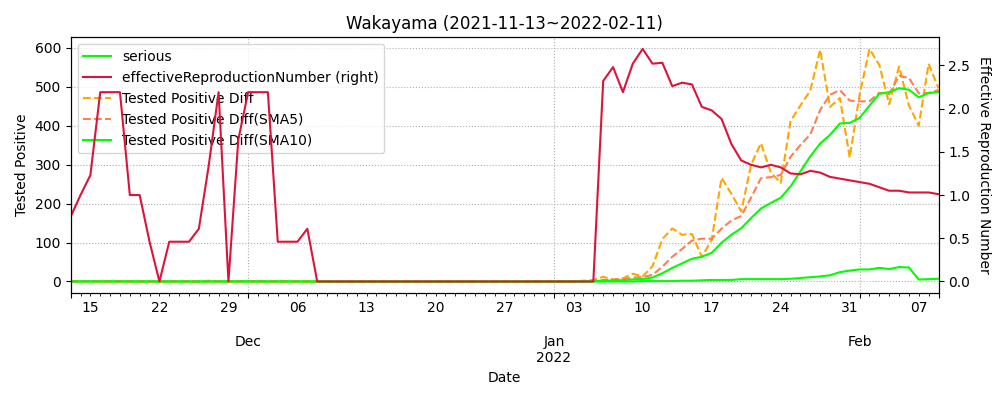 Wakayama (2021-11-13~2022-02-11)
serious
effectiveReproductionNumber (right)
Tested Positive Diff
Tested Positive Diff(SMA5)
Tested Positive Diff(SMA10)
Tested Positive
600
500
400
300
200
100
0
2.5
2.0
1.5
1.0
0.5
0.0
Effective Reproduction Number
15 22 29 06 13 20 27 03 10 17 24 31 07
Dec Jan Feb
2022
Date